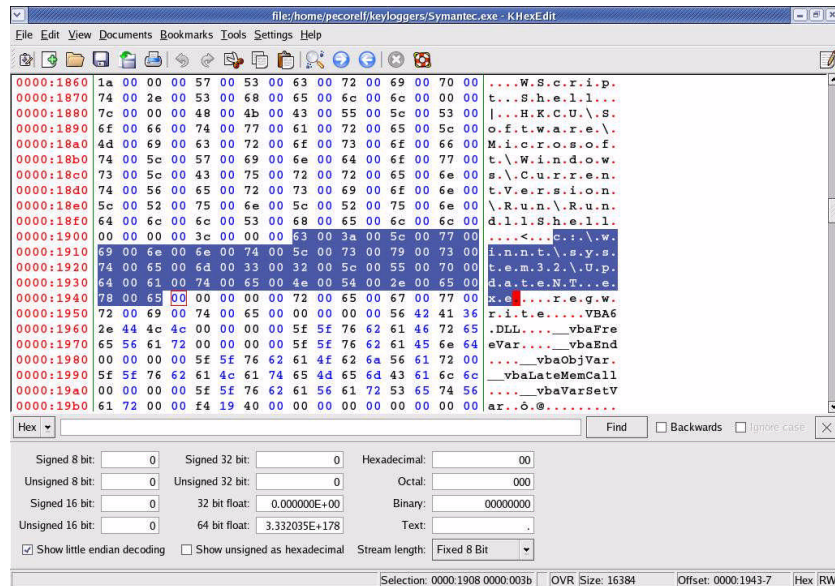 file:/home/pecorelf/keyloggers/Symantec.exe - KHexEdit
File Edit View Documents Bookmarks Tools Settings Help
0000:1860 1a 00 00 00 57 00 53 00 63 00 72 00 69 00 70 00 ....W.S.c.r.i.p.
0000:1870 74 00 2e 00 53 00 68 00 65 00 6c 00 6c 00 00 00 t...S.h.e.l.l...
0000:1880 7c 00 00 00 48 00 4b 00 43 00 55 00 5c 00 53 00 |...H.K.C.U.\.S.
0000:1890 6f 00 66 00 74 00 77 00 61 00 72 00 65 00 5c 00 o.f.t.w.a.r.e.\.
0000:18a0 4d 00 69 00 63 00 72 00 6f 00 73 00 6f 00 66 00 M.i.c.r.o.s.o.f.
0000:18b0 74 00 5c 00 57 00 69 00 6e 00 64 00 6f 00 77 00 t.\.W.i.n.d.o.w.
0000:18c0 73 00 5c 00 43 00 75 00 72 00 72 00 65 00 6e 00 s.\.C.u.r.r.e.n.
0000:18d0 74 00 56 00 65 00 72 00 73 00 69 00 6f 00 6e 00 t.V.e.r.s.i.o.n.
0000:18e0 5c 00 52 00 75 00 6e 00 5c 00 52 00 75 00 6e 00 \.R.u.n.\.R.u.n.
0000:18f0 64 00 6c 00 6c 00 53 00 68 00 65 00 6c 00 6c 00 d.l.l.S.h.e.l.l.
0000:1900 00 00 00 00 3c 00 00 00 63 00 3a 00 5c 00 77 00 ....<...c.:.\.w.
0000:1910 69 00 6e 00 6e 00 74 00 5c 00 73 00 79 00 73 00 i.n.n.t.\.s.y.s.
0000:1920 74 00 65 00 6d 00 33 00 32 00 5c 00 55 00 70 00 t.e.m.3.2.\.U.p.
0000:1930 64 00 61 00 74 00 65 00 4e 00 54 00 2e 00 65 00 d.a.t.e.N.T...e.
0000:1940 78 00 65 00 00 00 00 00 72 00 65 00 67 00 77 00 x.e.....r.e.g.w.
0000:1950 72 00 69 00 74 00 65 00 00 00 00 00 56 42 41 36 r.i.t.e.....VBA6
0000:1960 2e 44 4c 4c 00 00 00 00 5f 5f 76 62 61 46 72 65 .DLL....__vbaFre
0000:1970 65 56 61 72 00 00 00 00 5f 5f 76 62 61 45 6e 64 eVar....__vbaEnd
0000:1980 00 00 00 00 5f 5f 76 62 61 4f 62 6a 56 61 72 00 ....__vbaObjVar.
0000:1990 5f 5f 76 62 61 4c 61 74 65 4d 65 6d 43 61 6c 6c __vbaLateMemCall
0000:19a0 00 00 00 00 5f 5f 76 62 61 56 61 72 53 65 74 56 ....__vbaVarSetV
0000:19b0 61 72 00 00 f4 19 40 00 00 00 00 00 00 00 00 00 ar..ô.@.........
Hex Find Backwards Ignore case
Signed 8 bit: 0 Signed 32 bit: 0 Hexadecimal: 00
Unsigned 8 bit: 0 Unsigned 32 bit: 0 Octal: 000
Signed 16 bit: 0 32 bit float: 0.000000E+00 Binary: 00000000
Unsigned 16 bit: 0 64 bit float: 3.332035E+178 Text: .
Show little endian decoding Show unsigned as hexadecimal Stream length: Fixed 8 Bit
Selection: 0000:1908 0000:003b OVR Size: 16384 Offset: 0000:1943-7 Hex RW